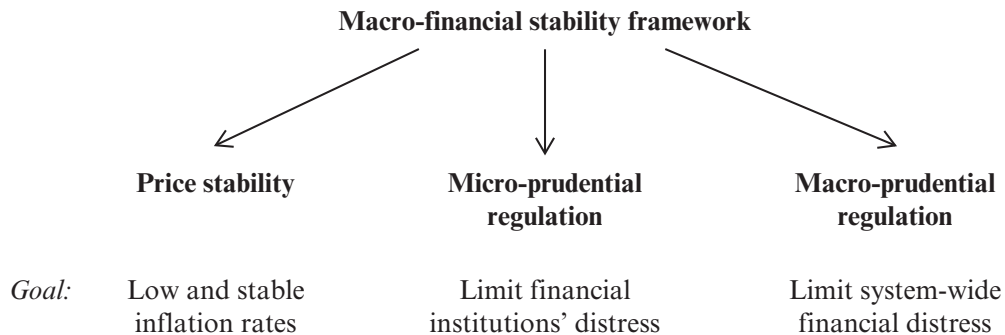 Macro-financial stability framework
Price stability
Micro-prudential
regulation
Macro-prudential
regulation
Goal:
Low and stable
inflation rates
Limit financial
institutions' distress
Limit system-wide
financial distress